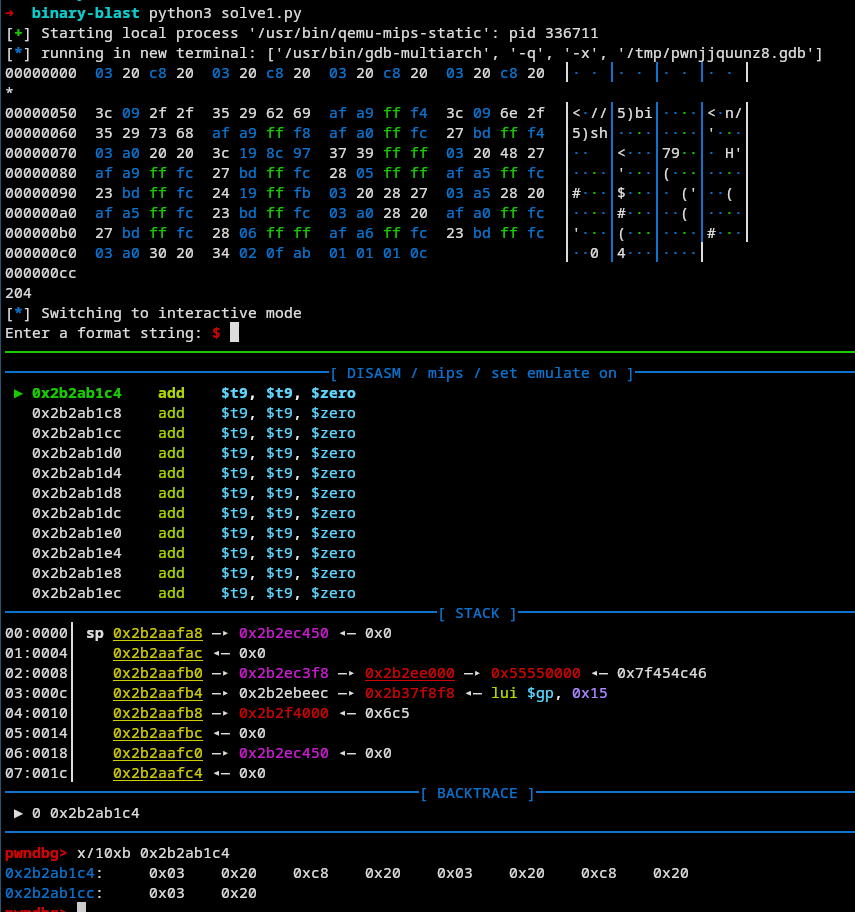 → binary-blast python3 solve1.py
[+] Starting local process '/usr/bin/qemu-mips-static': pid 336711
[*] running in new terminal: ['/usr/bin/gdb-multiarch', '-q', '-x', '/tmp/pwnjjquunz8.gdb']
00000000 03 20 c8 20 03 20 c8 20 03 20 c8 20 03 20 c8 20 │· · │· · │· · │· · │
*
00000050 3c 09 2f 2f 35 29 62 69 af a9 ff f4 3c 09 6e 2f │<·//│5)bi│····│<·n/│
00000060 35 29 73 68 af a9 ff f8 af a0 ff fc 27 bd ff f4 │5)sh│····│····│'···│
00000070 03 a0 20 20 3c 19 8c 97 37 39 ff ff 03 20 48 27 │··  │<···│79··│· H'│
00000080 af a9 ff fc 27 bd ff fc 28 05 ff ff af a5 ff fc │····│'···│(···│····│
00000090 23 bd ff fc 24 19 ff fb 03 20 28 27 03 a5 28 20 │#···│$···│· ('│··( │
000000a0 af a5 ff fc 23 bd ff fc 03 a0 28 20 af a0 ff fc │····│#···│··( │····│
000000b0 27 bd ff fc 28 06 ff ff af a6 ff fc 23 bd ff fc │'···│(···│····│#···│
000000c0 03 a0 30 20 34 02 0f ab 01 01 01 0c │··0 │4···│····│
000000cc
204
[*] Switching to interactive mode
Enter a format string: $
[ DISASM / mips / set emulate on ]
► 0x2b2ab1c4 add $t9, $t9, $zero
0x2b2ab1c8 add $t9, $t9, $zero
0x2b2ab1cc add $t9, $t9, $zero
0x2b2ab1d0 add $t9, $t9, $zero
0x2b2ab1d4 add $t9, $t9, $zero
0x2b2ab1d8 add $t9, $t9, $zero
0x2b2ab1dc add $t9, $t9, $zero
0x2b2ab1e0 add $t9, $t9, $zero
0x2b2ab1e4 add $t9, $t9, $zero
0x2b2ab1e8 add $t9, $t9, $zero
0x2b2ab1ec add $t9, $t9, $zero
[ STACK ]
00:0000│ sp 0x2b2aafa8 —▸ 0x2b2ec450 ◂— 0x0
01:0004│ 0x2b2aafac ◂— 0x0
02:0008│ 0x2b2aafb0 —▸ 0x2b2ec3f8 —▸ 0x2b2ee000 —▸ 0x55550000 ◂— 0x7f454c46
03:000c│ 0x2b2aafb4 —▸ 0x2b2ebeec —▸ 0x2b37f8f8 ◂— lui $gp, 0x15
04:0010│ 0x2b2aafb8 —▸ 0x2b2f4000 ◂— 0x6c5
05:0014│ 0x2b2aafbc ◂— 0x0
06:0018│ 0x2b2aafc0 —▸ 0x2b2ec450 ◂— 0x0
07:001c│ 0x2b2aafc4 ◂— 0x0
[ BACKTRACE ]
► 0 0x2b2ab1c4
pwndbg> x/10xb 0x2b2ab1c4
0x2b2ab1c4: 0x03 0x20 0xc8 0x20 0x03 0x20 0xc8 0x20
0x2b2ab1cc: 0x03 0x20
pwndbg>